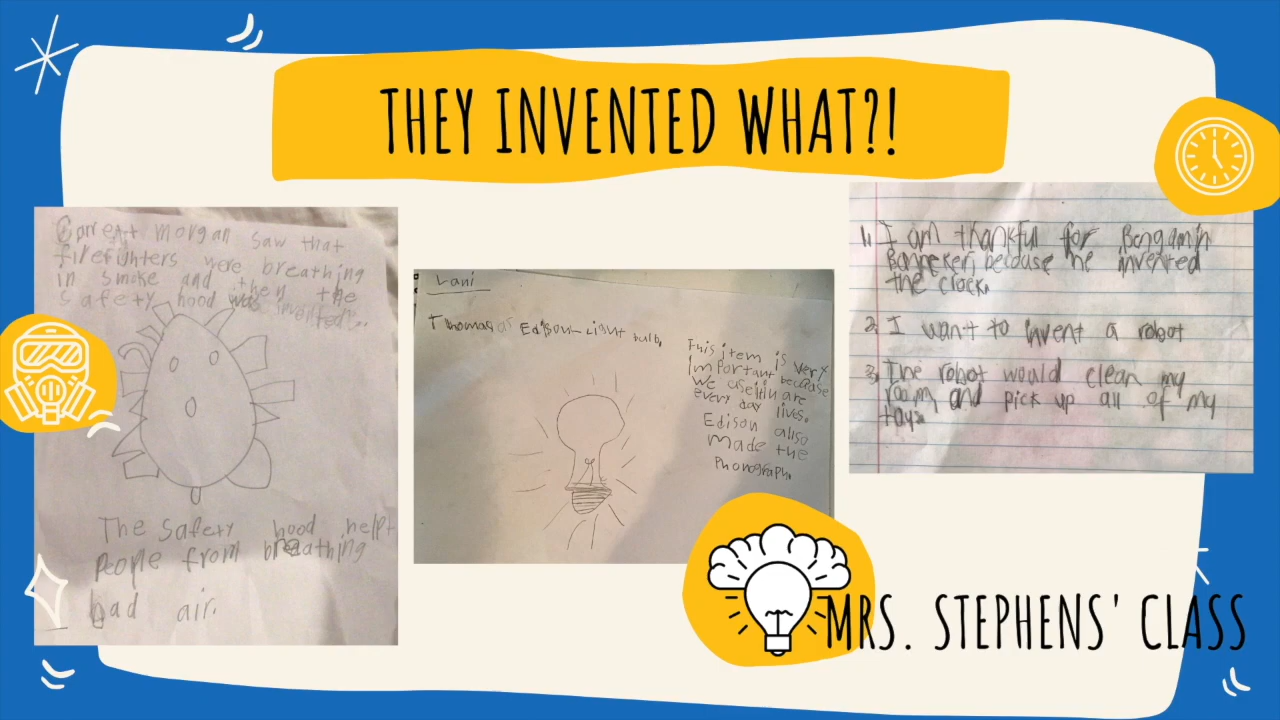 THEY INVENTED WHAT?!
Garrett Morgan saw that
firefighters were breathing
in smoke and then the
safety hood was invented.
The Safety hood help
People from breathing
bad air.
Lani
Edison Light bulb.
This item is very
important because
we use it in are
every day lives.
Edison allso
made the
Phonograph.
1. I am thankful for Bengamin
Banneker, because he invented
the clock.
2. I want to invent a robot
3. The robot would clean my
room and pick up all of my
toys.
MRS. STEPHENS' CLASS